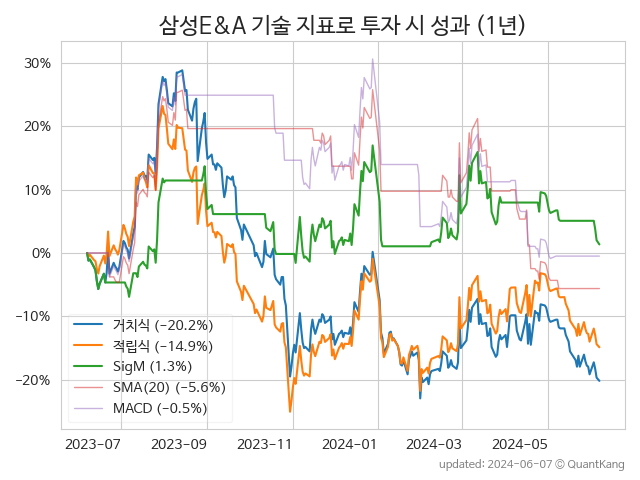 삼성E&A 기술 지표로 투자 시 성과 (1년)
30%
20%
10%
0%
−10%
−20%
거치식 (−20.2%)
적립식 (−14.9%)
SigM (1.3%)
SMA(20) (−5.6%)
MACD (−0.5%)
2023-07 2023-09 2023-11 2024-01 2024-03 2024-05
updated: 2024-06-07 © QuantKang